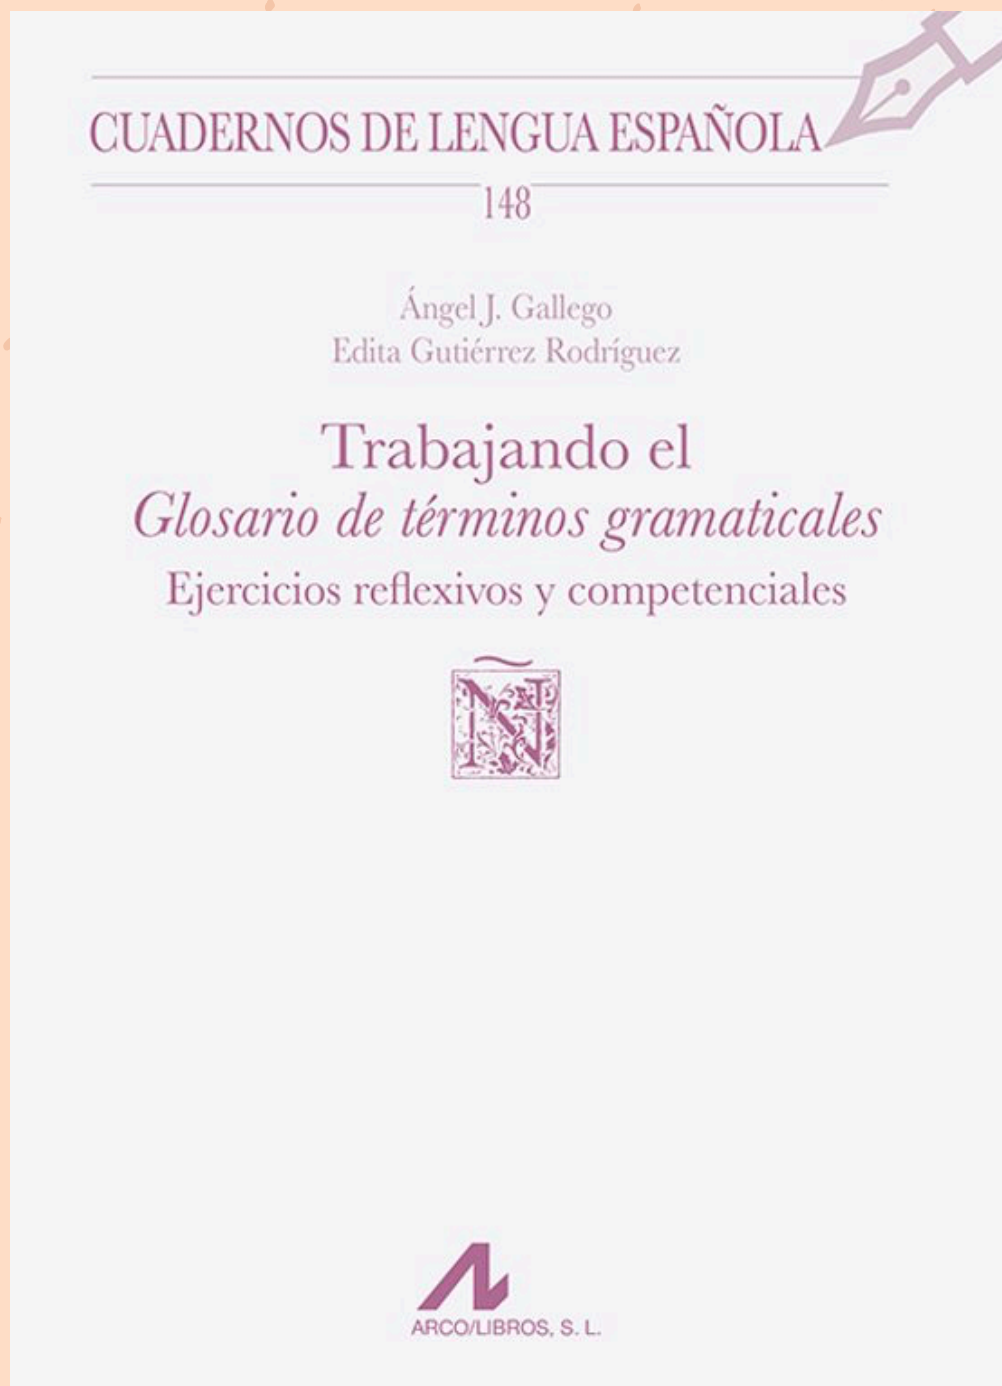 CUADERNOS DE LENGUA ESPAÑOLA
148
Ángel J. Gallego
Edita Gutiérrez Rodríguez
Trabajando el
Glosario de términos gramaticales
Ejercicios reflexivos y competenciales
Ñ
ARCO/LIBROS, S. L.